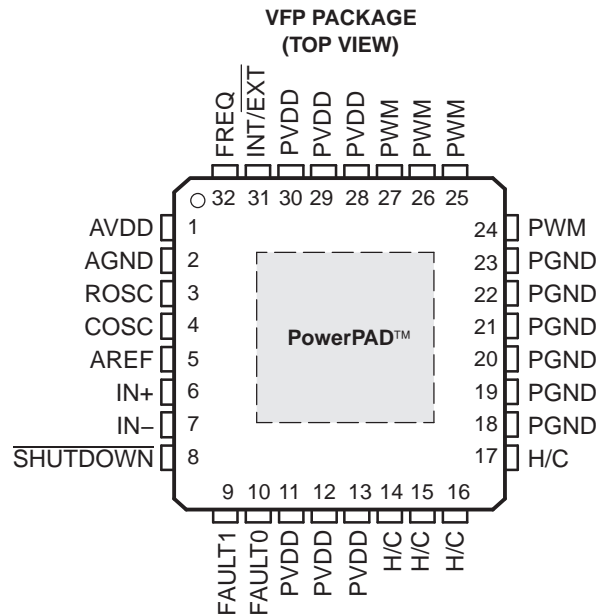 VFP PACKAGE
(TOP VIEW)
FREQ
INT/EXT
PVDD
PVDD
PVDD
PWM
PWM
PWM
32 31 30 29 28 27 26 25
AVDD 1
AGND 2
ROSC 3
COSC 4
AREF 5
IN+ 6
IN– 7
SHUTDOWN 8
PowerPAD™
24 PWM
23 PGND
22 PGND
21 PGND
20 PGND
19 PGND
18 PGND
17 H/C
9 10 11 12 13 14 15 16
FAULT1
FAULT0
PVDD
PVDD
PVDD
H/C
H/C
H/C